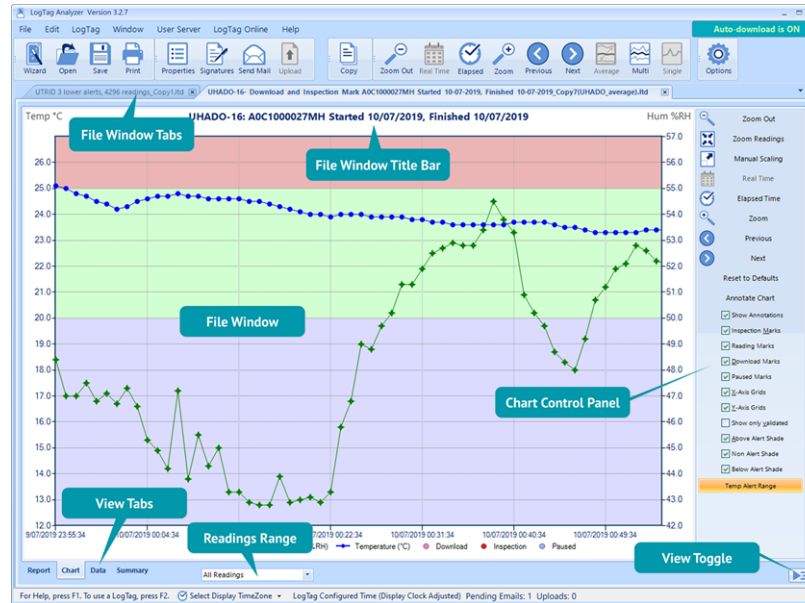 LogTag Analyzer Version 3.2.7
File Edit LogTag Window User Server LogTag Online Help
Auto-download is ON
Wizard Open Save Print Properties Signatures Send Mail Upload Copy Zoom Out Real Time Elapsed Zoom Previous Next Average Multi Single Options
UTRID 3 lower alerts, 4296 readings_Copy1.ltd
UHADO-16- Download and Inspection Mark A0C1000027MH Started 10-07-2019, Finished 10-07-2019_Copy7(UHADO_average).ltd
Temp °C
UHADO-16: A0C1000027MH Started 10/07/2019, Finished 10/07/2019
Hum %RH
File Window Tabs
File Window Title Bar
File Window
Chart Control Panel
View Tabs
Readings Range
View Toggle
26.0
25.0
24.0
23.0
22.0
21.0
20.0
19.0
18.0
17.0
16.0
15.0
14.0
13.0
12.0
57.0
56.0
55.0
54.0
53.0
52.0
51.0
50.0
49.0
48.0
47.0
46.0
45.0
44.0
43.0
42.0
9/07/2019 23:55:34 10/07/2019 00:04:34 10/07/2019 00:22:34 10/07/2019 00:31:34 10/07/2019 00:40:34 10/07/2019 00:49:34
%RH) Temperature (°C) Download Inspection Paused
Zoom Out
Zoom Readings
Manual Scaling
Real Time
Elapsed Time
Zoom
Previous
Next
Reset to Defaults
Annotate Chart
Show Annotations
Inspection Marks
Reading Marks
Download Marks
Paused Marks
X-Axis Grids
Y-Axis Grids
Show only validated
Above Alert Shade
Non Alert Shade
Below Alert Shade
Temp Alert Range
Report Chart Data Summary
All Readings
For Help, press F1. To use a LogTag, press F2. Select Display TimeZone LogTag Configured Time (Display Clock Adjusted) Pending Emails: 1 Uploads: 0